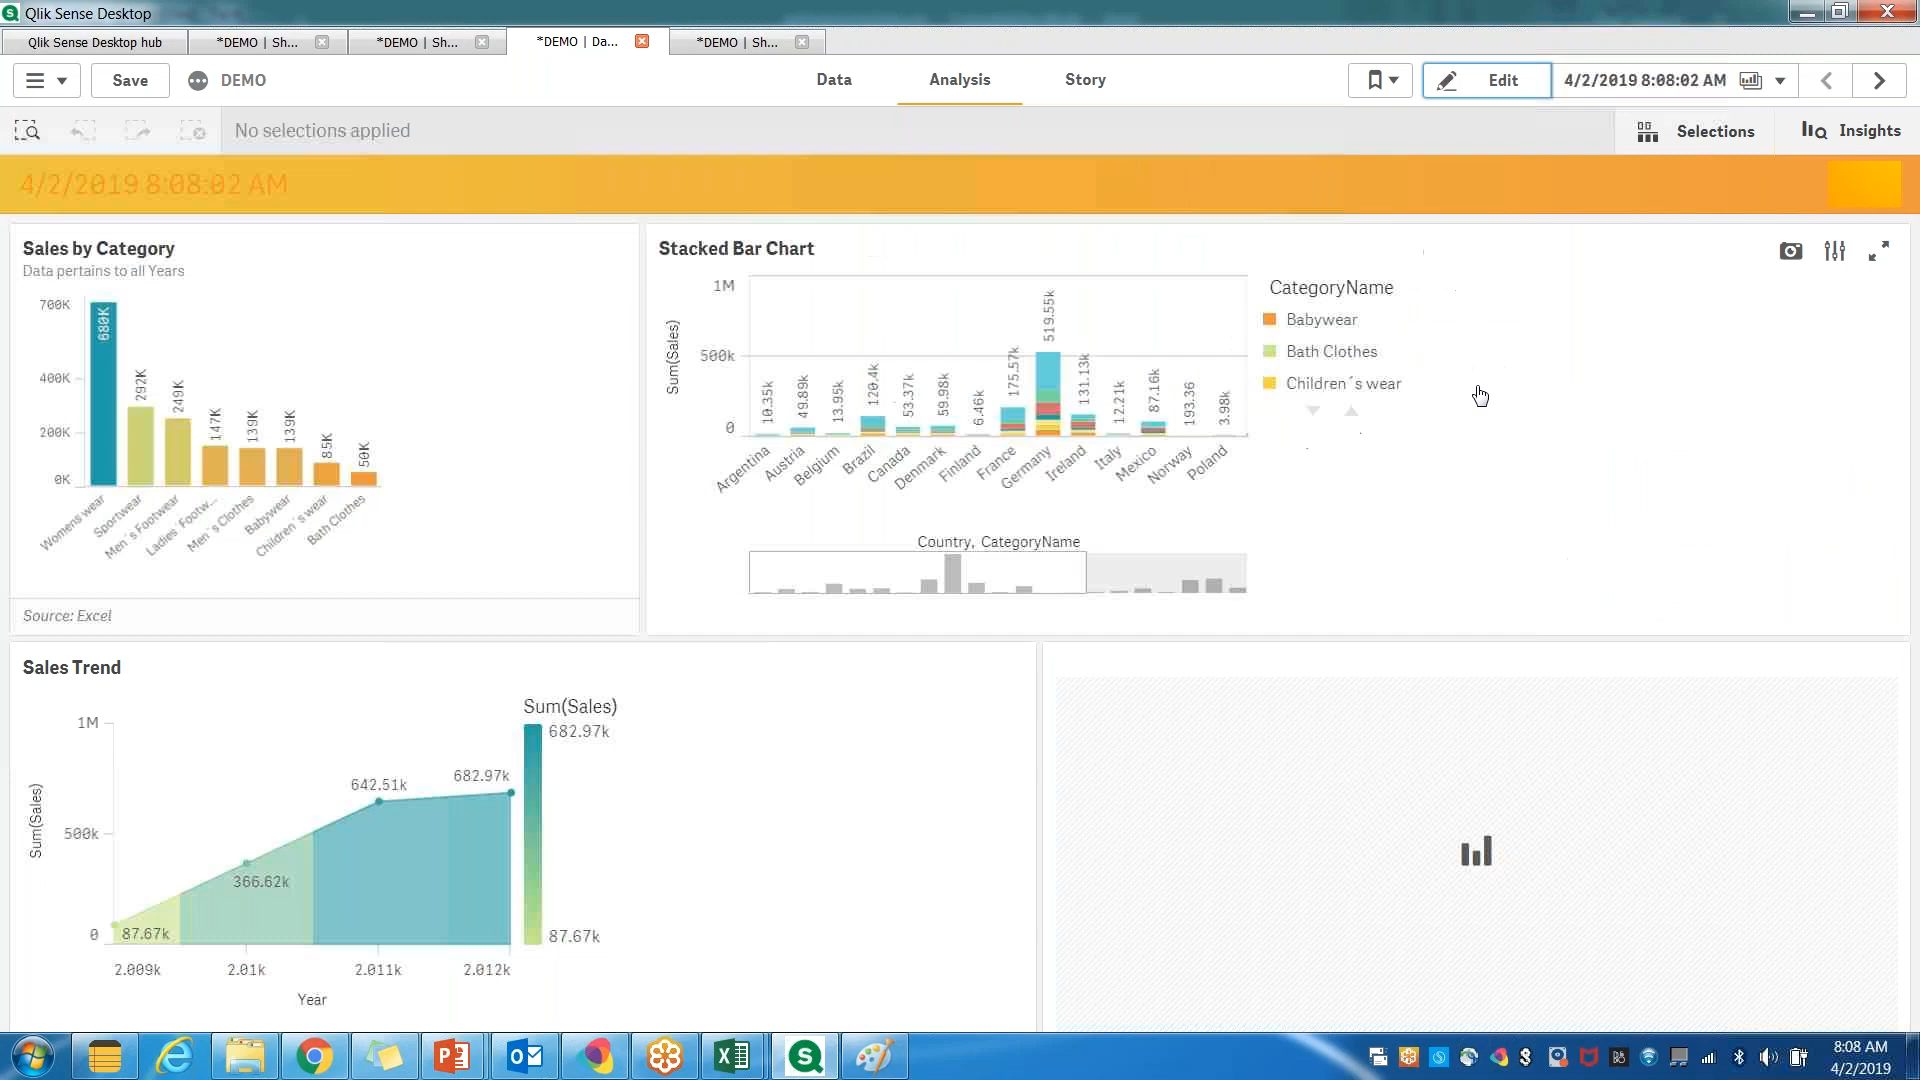 Qlik Sense Desktop
Qlik Sense Desktop hub
*DEMO | Sh...
*DEMO | Sh...
*DEMO | Da...
*DEMO | Sh...
Save
DEMO
Data
Analysis
Story
Edit
4/2/2019 8:08:02 AM
No selections applied
Selections
Insights
4/2/2019 8:08:02 AM
Sales by Category
Data pertains to all Years
700K
400K
200K
0K
680K
292K
249K
147K
139K
139K
85K
50K
Womens wear
Sportwear
Men´s Footwear
Ladies´Footw...
Men´s Clothes
Babywear
Children´s wear
Bath Clothes
Source: Excel
Stacked Bar Chart
Sum(Sales)
1M
500k
0
10.35k
49.89k
13.95k
120.4k
53.37k
59.98k
6.46k
175.57k
519.55k
131.13k
12.21k
87.16k
193.36
3.98k
Argentina
Austria
Belgium
Brazil
Canada
Denmark
Finland
France
Germany
Ireland
Italy
Mexico
Norway
Poland
Country, CategoryName
CategoryName
Babywear
Bath Clothes
Children´s wear
Sales Trend
Sum(Sales)
1M
500k
0
87.67k
366.62k
642.51k
682.97k
2.009k
2.01k
2.011k
2.012k
Year
Sum(Sales)
682.97k
87.67k
8:08 AM
4/2/2019